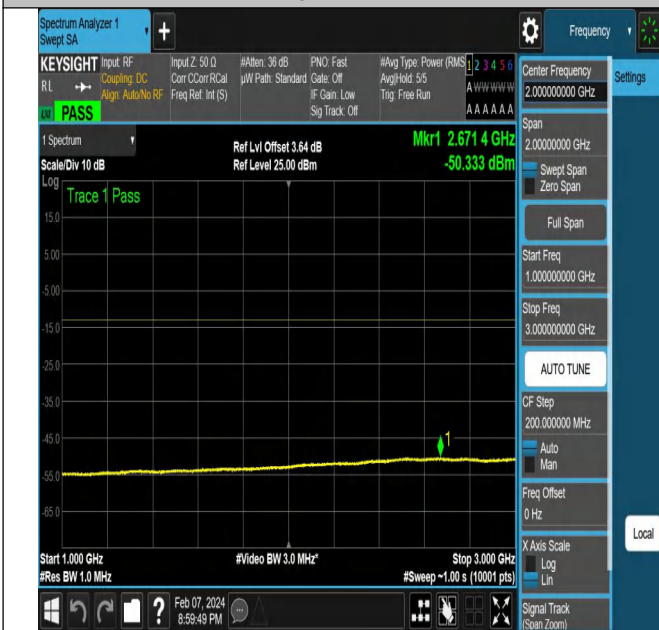 Spectrum Analyzer 1
Swept SA
Frequency
KEYSIGHT
RL
LXI
PASS
Input: RF
Coupling: DC
Align: Auto/No RF
Input Z: 50 Ω
Corr CCorr RCal
Freq Ref: Int (S)
#Atten: 36 dB
µW Path: Standard
PNO: Fast
Gate: Off
IF Gain: Low
Sig Track: Off
#Avg Type: Power (RMS
Avg|Hold: 5/5
Trig: Free Run
1 2 3 4 5 6
A W W W W W
A A A A A A
1 Spectrum
Scale/Div 10 dB
Ref Lvl Offset 3.64 dB
Ref Level 25.00 dBm
Mkr1 2.671 4 GHz
-50.333 dBm
Log
Trace 1 Pass
15.0
5.00
-5.00
-15.0
-25.0
-35.0
-45.0
-55.0
-65.0
1
Start 1.000 GHz
#Res BW 1.0 MHz
#Video BW 3.0 MHz*
Stop 3.000 GHz
#Sweep ~1.00 s (10001 pts)
Feb 07, 2024
8:59:49 PM
Center Frequency
2.000000000 GHz
Settings
Span
2.00000000 GHz
Swept Span
Zero Span
Full Span
Start Freq
1.000000000 GHz
Stop Freq
3.000000000 GHz
AUTO TUNE
CF Step
200.000000 MHz
Auto
Man
Freq Offset
0 Hz
X Axis Scale
Log
Lin
Local
Signal Track
(Span Zoom)